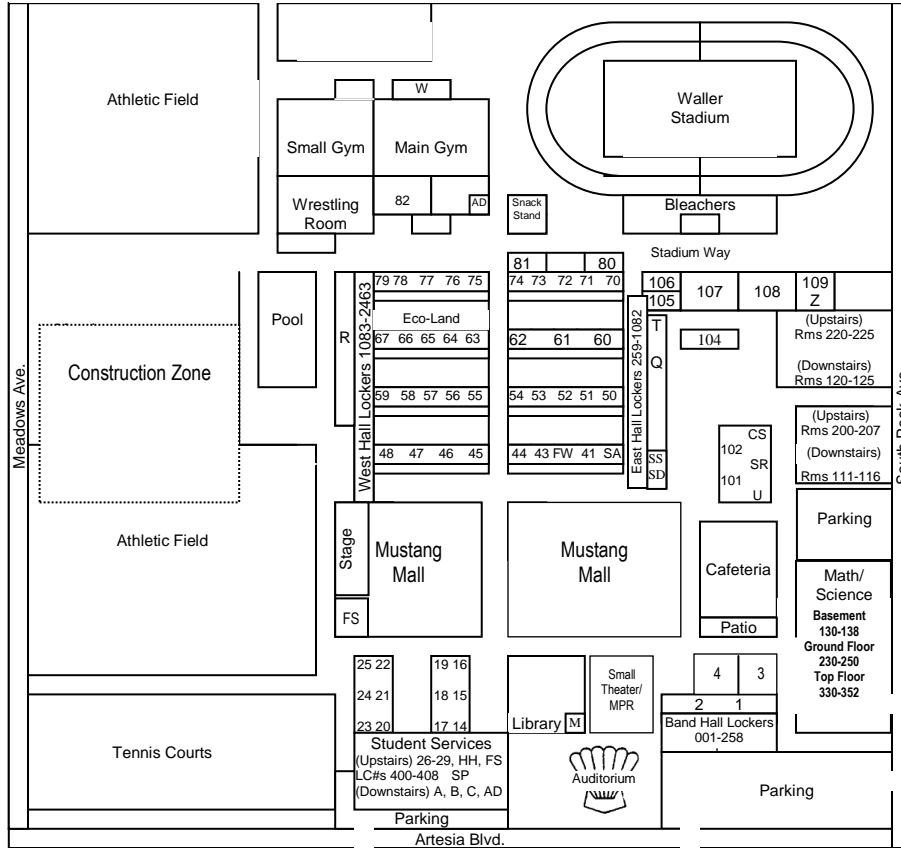 Athletic Field
W
Waller
Stadium
Small Gym
Main Gym
Wrestling
Room
82
AD
Snack
Stand
Bleachers
Stadium Way
81 80
79 78 77 76 75
74 73 72 71 70
106
105
107
108
109
Z
Pool
R
West Hall Lockers 1083-2463
Eco-Land
67 66 65 64 63
62 61 60
East Hall Lockers 259-1082
T
Q
104
(Upstairs)
Rms 220-225
(Downstairs)
Rms 120-125
Meadows Ave.
Construction Zone
59 58 57 56 55
54 53 52 51 50
48 47 46 45
44 43 FW 41 SA
SS
SD
CS
102
SR
101
U
(Upstairs)
Rms 200-207
(Downstairs)
Rms 111-116
Athletic Field
Stage
Mustang
Mall
Mustang
Mall
Cafeteria
Patio
Parking
FS
Math/
Science
Basement
130-138
Ground Floor
230-250
Top Floor
330-352
25 22
24 21
23 20
19 16
18 15
17 14
Library
M
Small
Theater/
MPR
4
3
2 1
Band Hall Lockers
001-258
Tennis Courts
Student Services
(Upstairs) 26-29, HH, FS
LC#s 400-408 SP
(Downstairs) A, B, C, AD
Auditorium
Parking
Parking
Artesia Blvd.